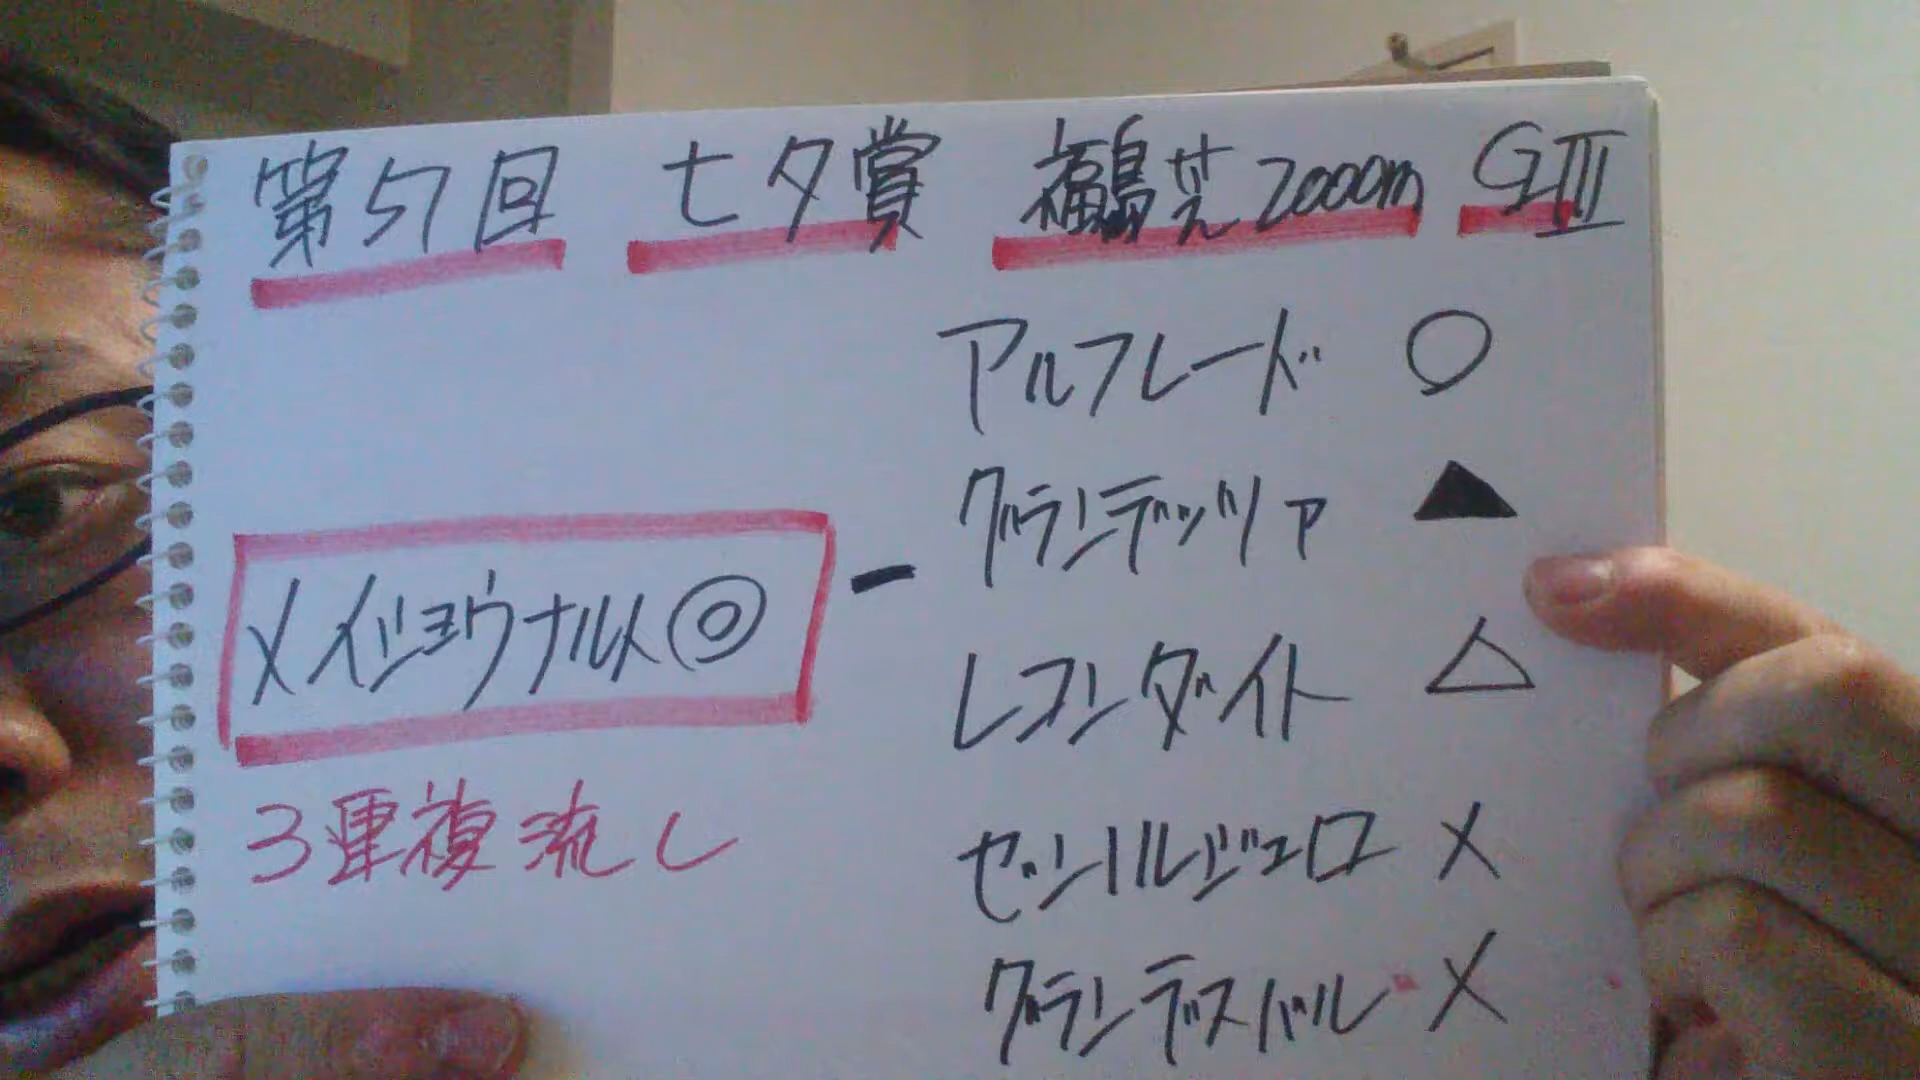 第51回 七夕賞 福島芝2000m GⅢ
アルフレード ○
グランデッツァ ▲
メイショウナルト ◎ -
レコンダイト △
3連複流し
ゼンノルジェロ ×
グランデスバル ×